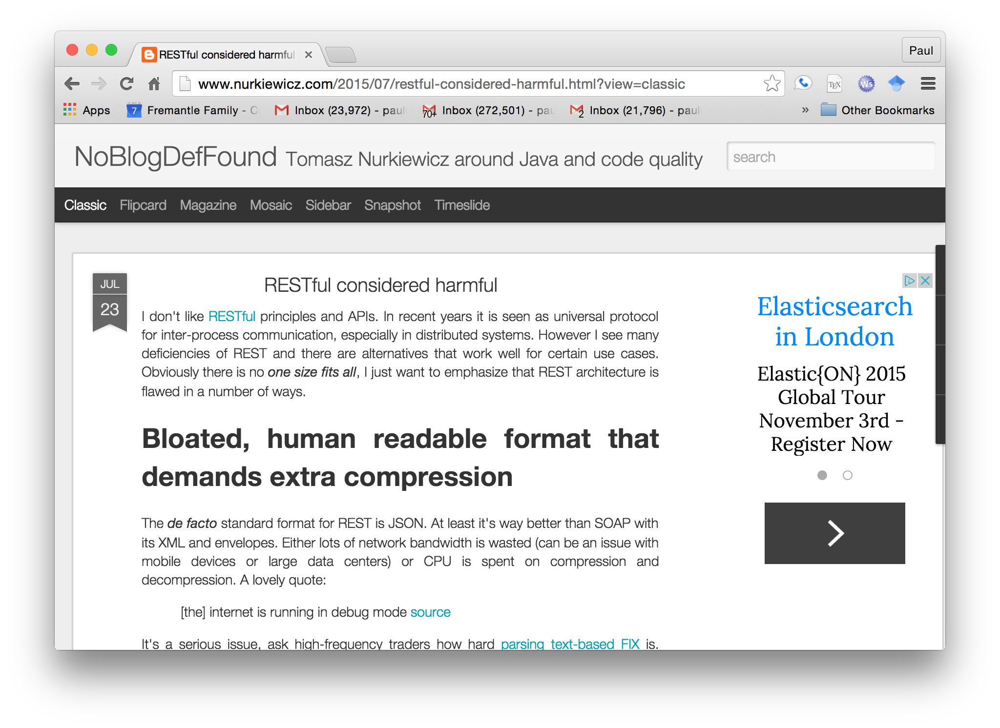 RESTful considered harmful
Paul
www.nurkiewicz.com/2015/07/restful-considered-harmful.html?view=classic
TEX
Ws
Apps
7
Fremantle Family -
Inbox (23,972) - paul
70+
Inbox (272,501) - pau
2
Inbox (21,796) - paul
»
Other Bookmarks
NoBlogDefFound Tomasz Nurkiewicz around Java and code quality
search
Classic Flipcard Magazine Mosaic Sidebar Snapshot Timeslide
JUL
23
RESTful considered harmful
I don't like RESTful principles and APIs. In recent years it is seen as universal protocol
for inter-process communication, especially in distributed systems. However I see many
deficiencies of REST and there are alternatives that work well for certain use cases.
Obviously there is no one size fits all, I just want to emphasize that REST architecture is
flawed in a number of ways.
Bloated, human readable format that
demands extra compression
The de facto standard format for REST is JSON. At least it's way better than SOAP with
its XML and envelopes. Either lots of network bandwidth is wasted (can be an issue with
mobile devices or large data centers) or CPU is spent on compression and
decompression. A lovely quote:
[the] internet is running in debug mode source
It's a serious issue, ask high-frequency traders how hard parsing text-based FIX is.
Elasticsearch
in London
Elastic{ON} 2015
Global Tour
November 3rd -
Register Now